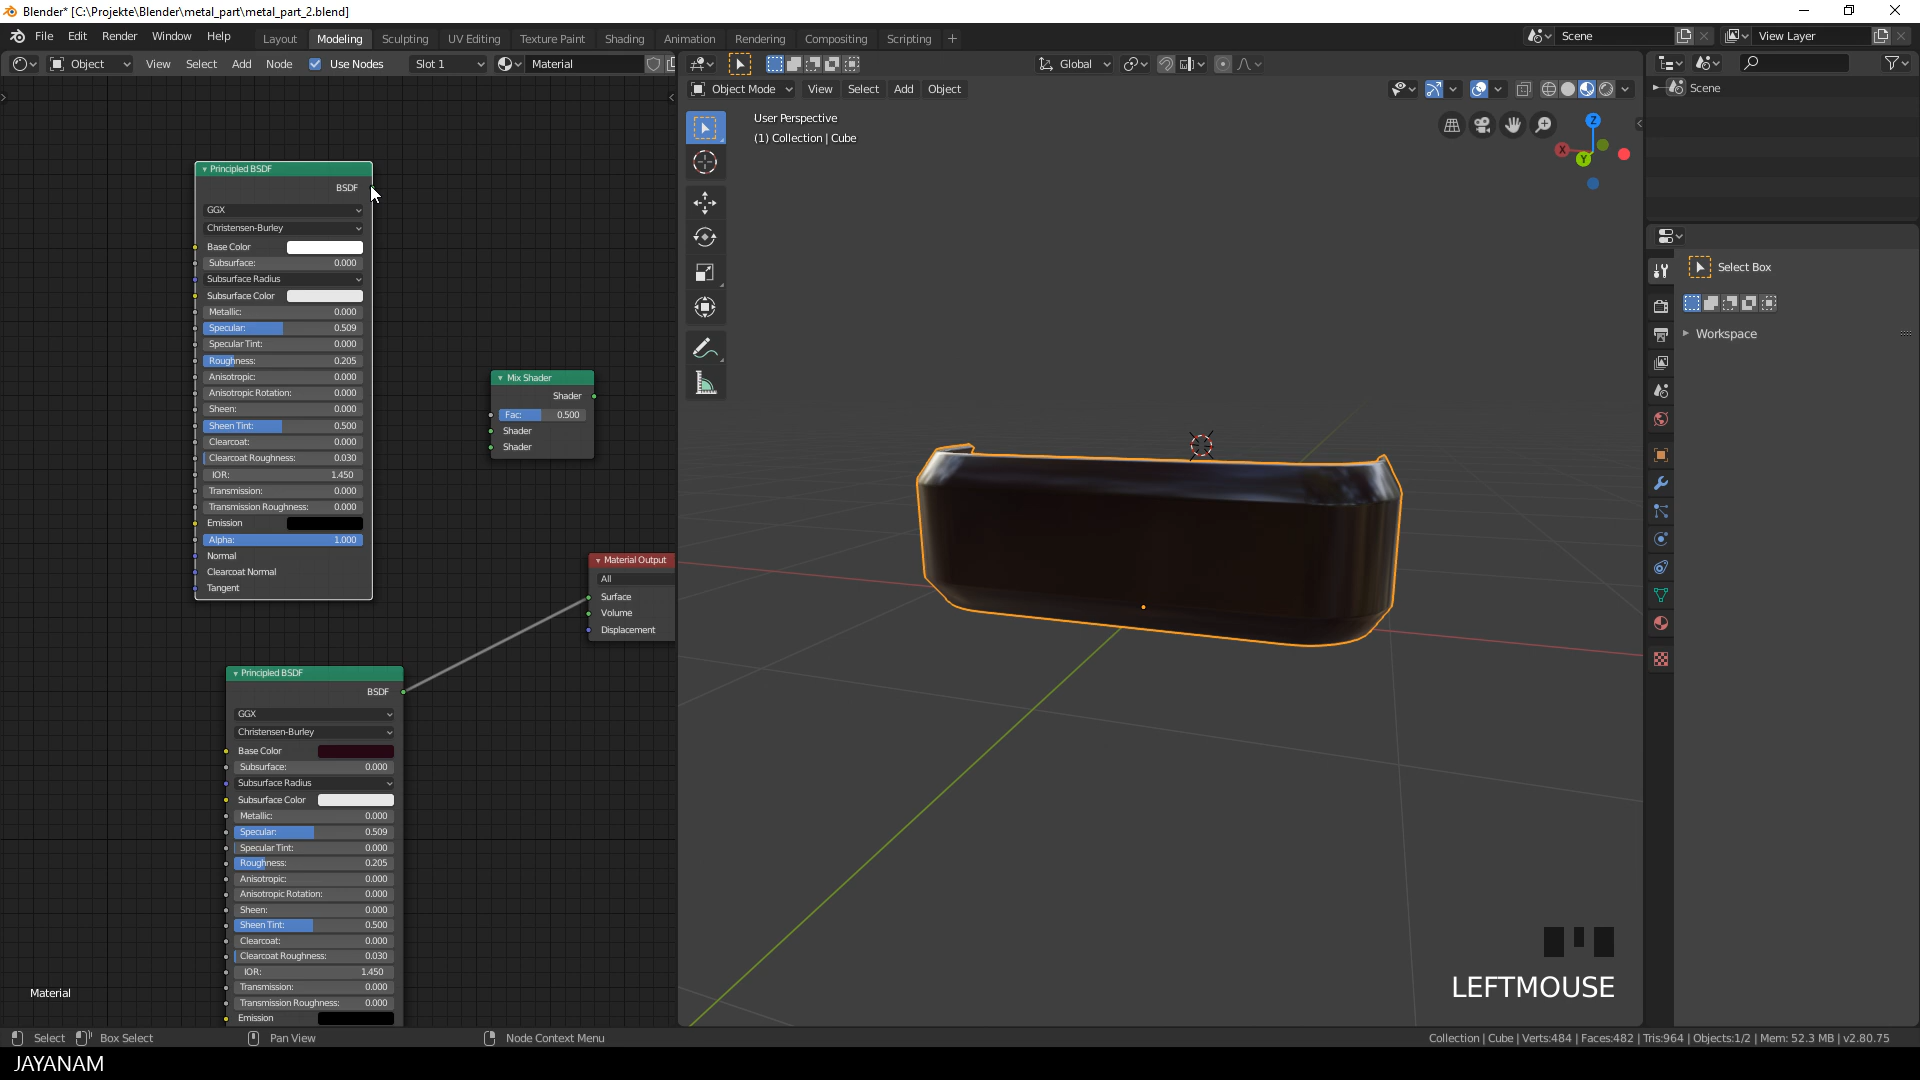 Blender* [C:\Projekte\Blender\metal_part\metal_part_2.blend]
File Edit Render Window Help
Layout Modeling Sculpting UV Editing Texture Paint Shading Animation Rendering Compositing Scripting +
Scene
View Layer
Object View Select Add Node Use Nodes Slot 1 Material
Global
Object Mode View Select Add Object
Scene
User Perspective
(1) Collection | Cube
Z
X
Y
Principled BSDF
BSDF
GGX
Christensen-Burley
Base Color
Subsurface: 0.000
Subsurface Radius
Subsurface Color
Metallic: 0.000
Specular: 0.509
Specular Tint: 0.000
Roughness: 0.205
Anisotropic: 0.000
Anisotropic Rotation: 0.000
Sheen: 0.000
Sheen Tint: 0.500
Clearcoat: 0.000
Clearcoat Roughness: 0.030
IOR: 1.450
Transmission: 0.000
Transmission Roughness: 0.000
Emission
Alpha: 1.000
Normal
Clearcoat Normal
Tangent
Mix Shader
Shader
Fac: 0.500
Shader
Shader
Material Output
All
Surface
Volume
Displacement
Principled BSDF
BSDF
GGX
Christensen-Burley
Base Color
Subsurface: 0.000
Subsurface Radius
Subsurface Color
Metallic: 0.000
Specular: 0.509
Specular Tint: 0.000
Roughness: 0.205
Anisotropic: 0.000
Anisotropic Rotation: 0.000
Sheen: 0.000
Sheen Tint: 0.500
Clearcoat: 0.000
Clearcoat Roughness: 0.030
IOR: 1.450
Transmission: 0.000
Transmission Roughness: 0.000
Emission
Material
Select Box
Workspace
LEFTMOUSE
Select Box Select Pan View Node Context Menu
Collection | Cube | Verts:484 | Faces:482 | Tris:964 | Objects:1/2 | Mem: 52.3 MB | v2.80.75
JAYANAM